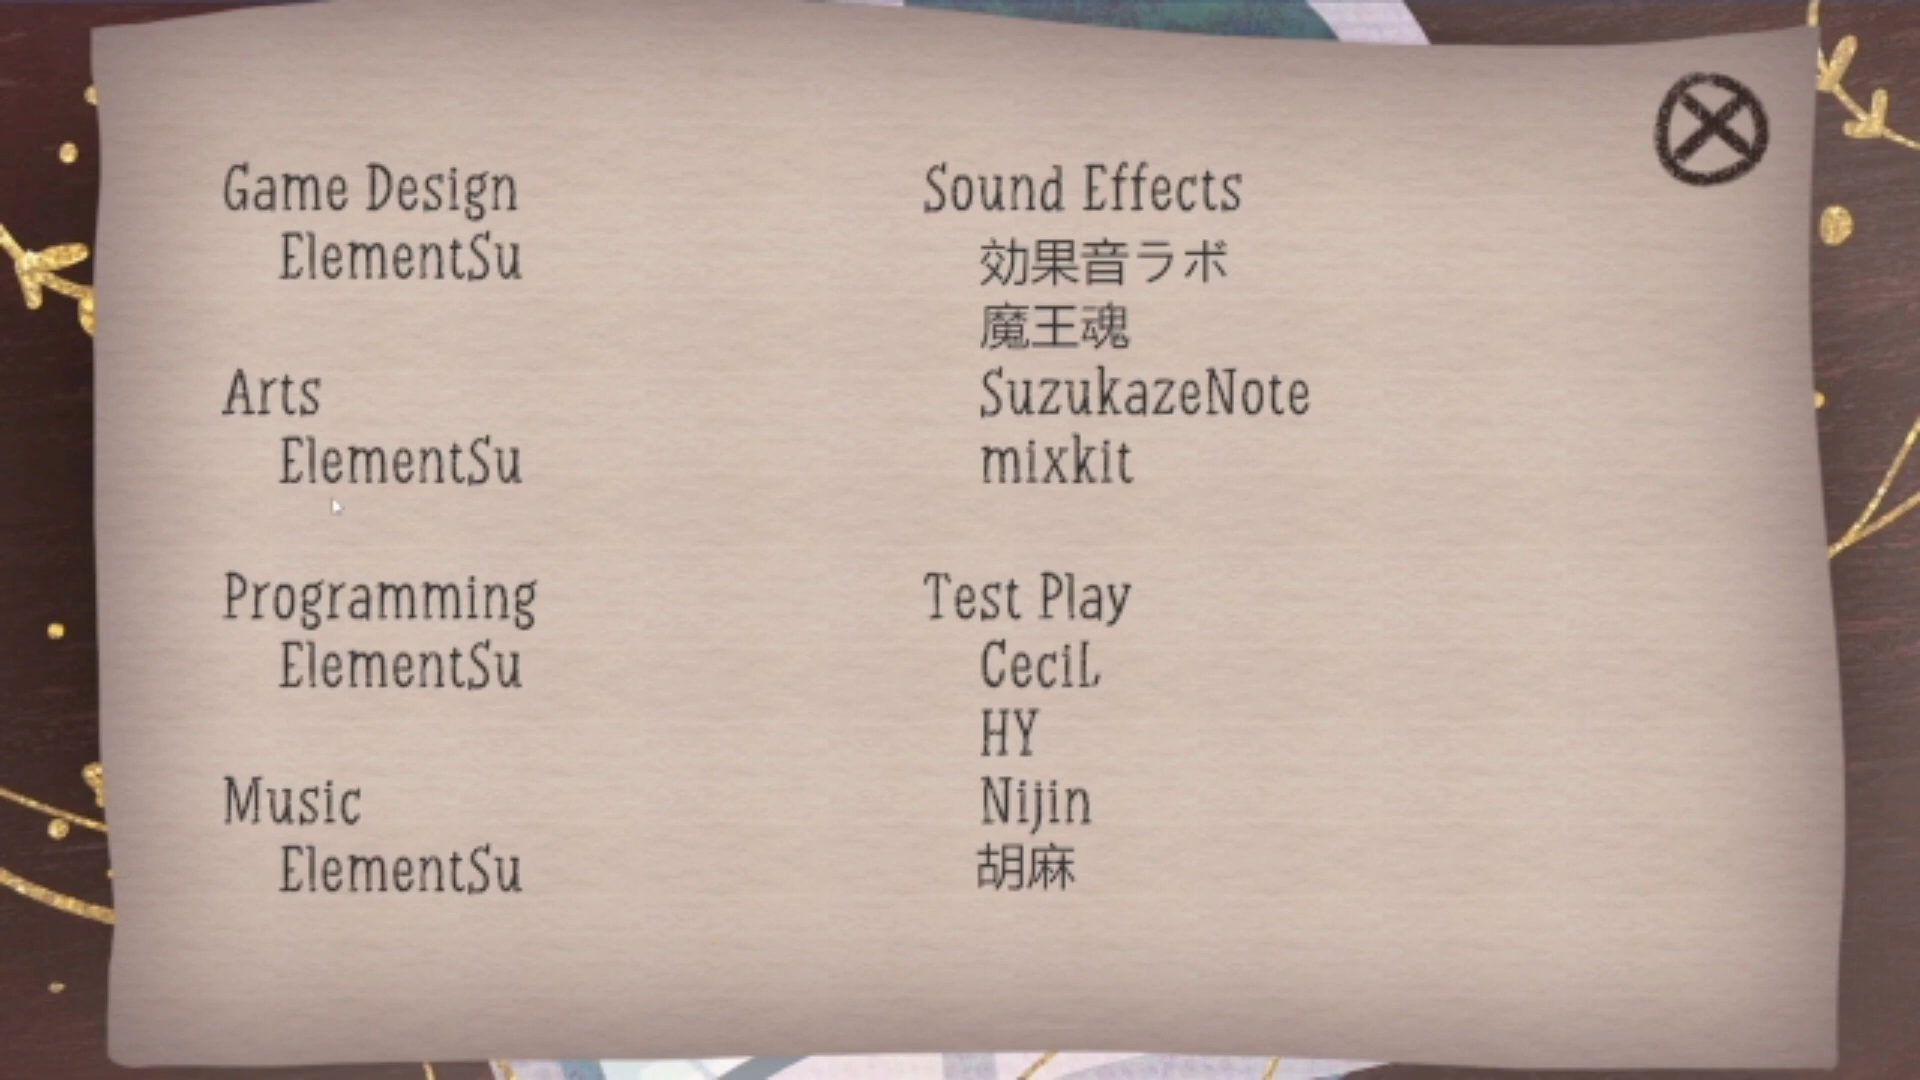 Game Design
ElementSu
Arts
ElementSu
Programming
ElementSu
Music
ElementSu
Sound Effects
効果音ラボ
魔王魂
SuzukazeNote
mixkit
Test Play
CeciL
HY
Nijin
胡麻